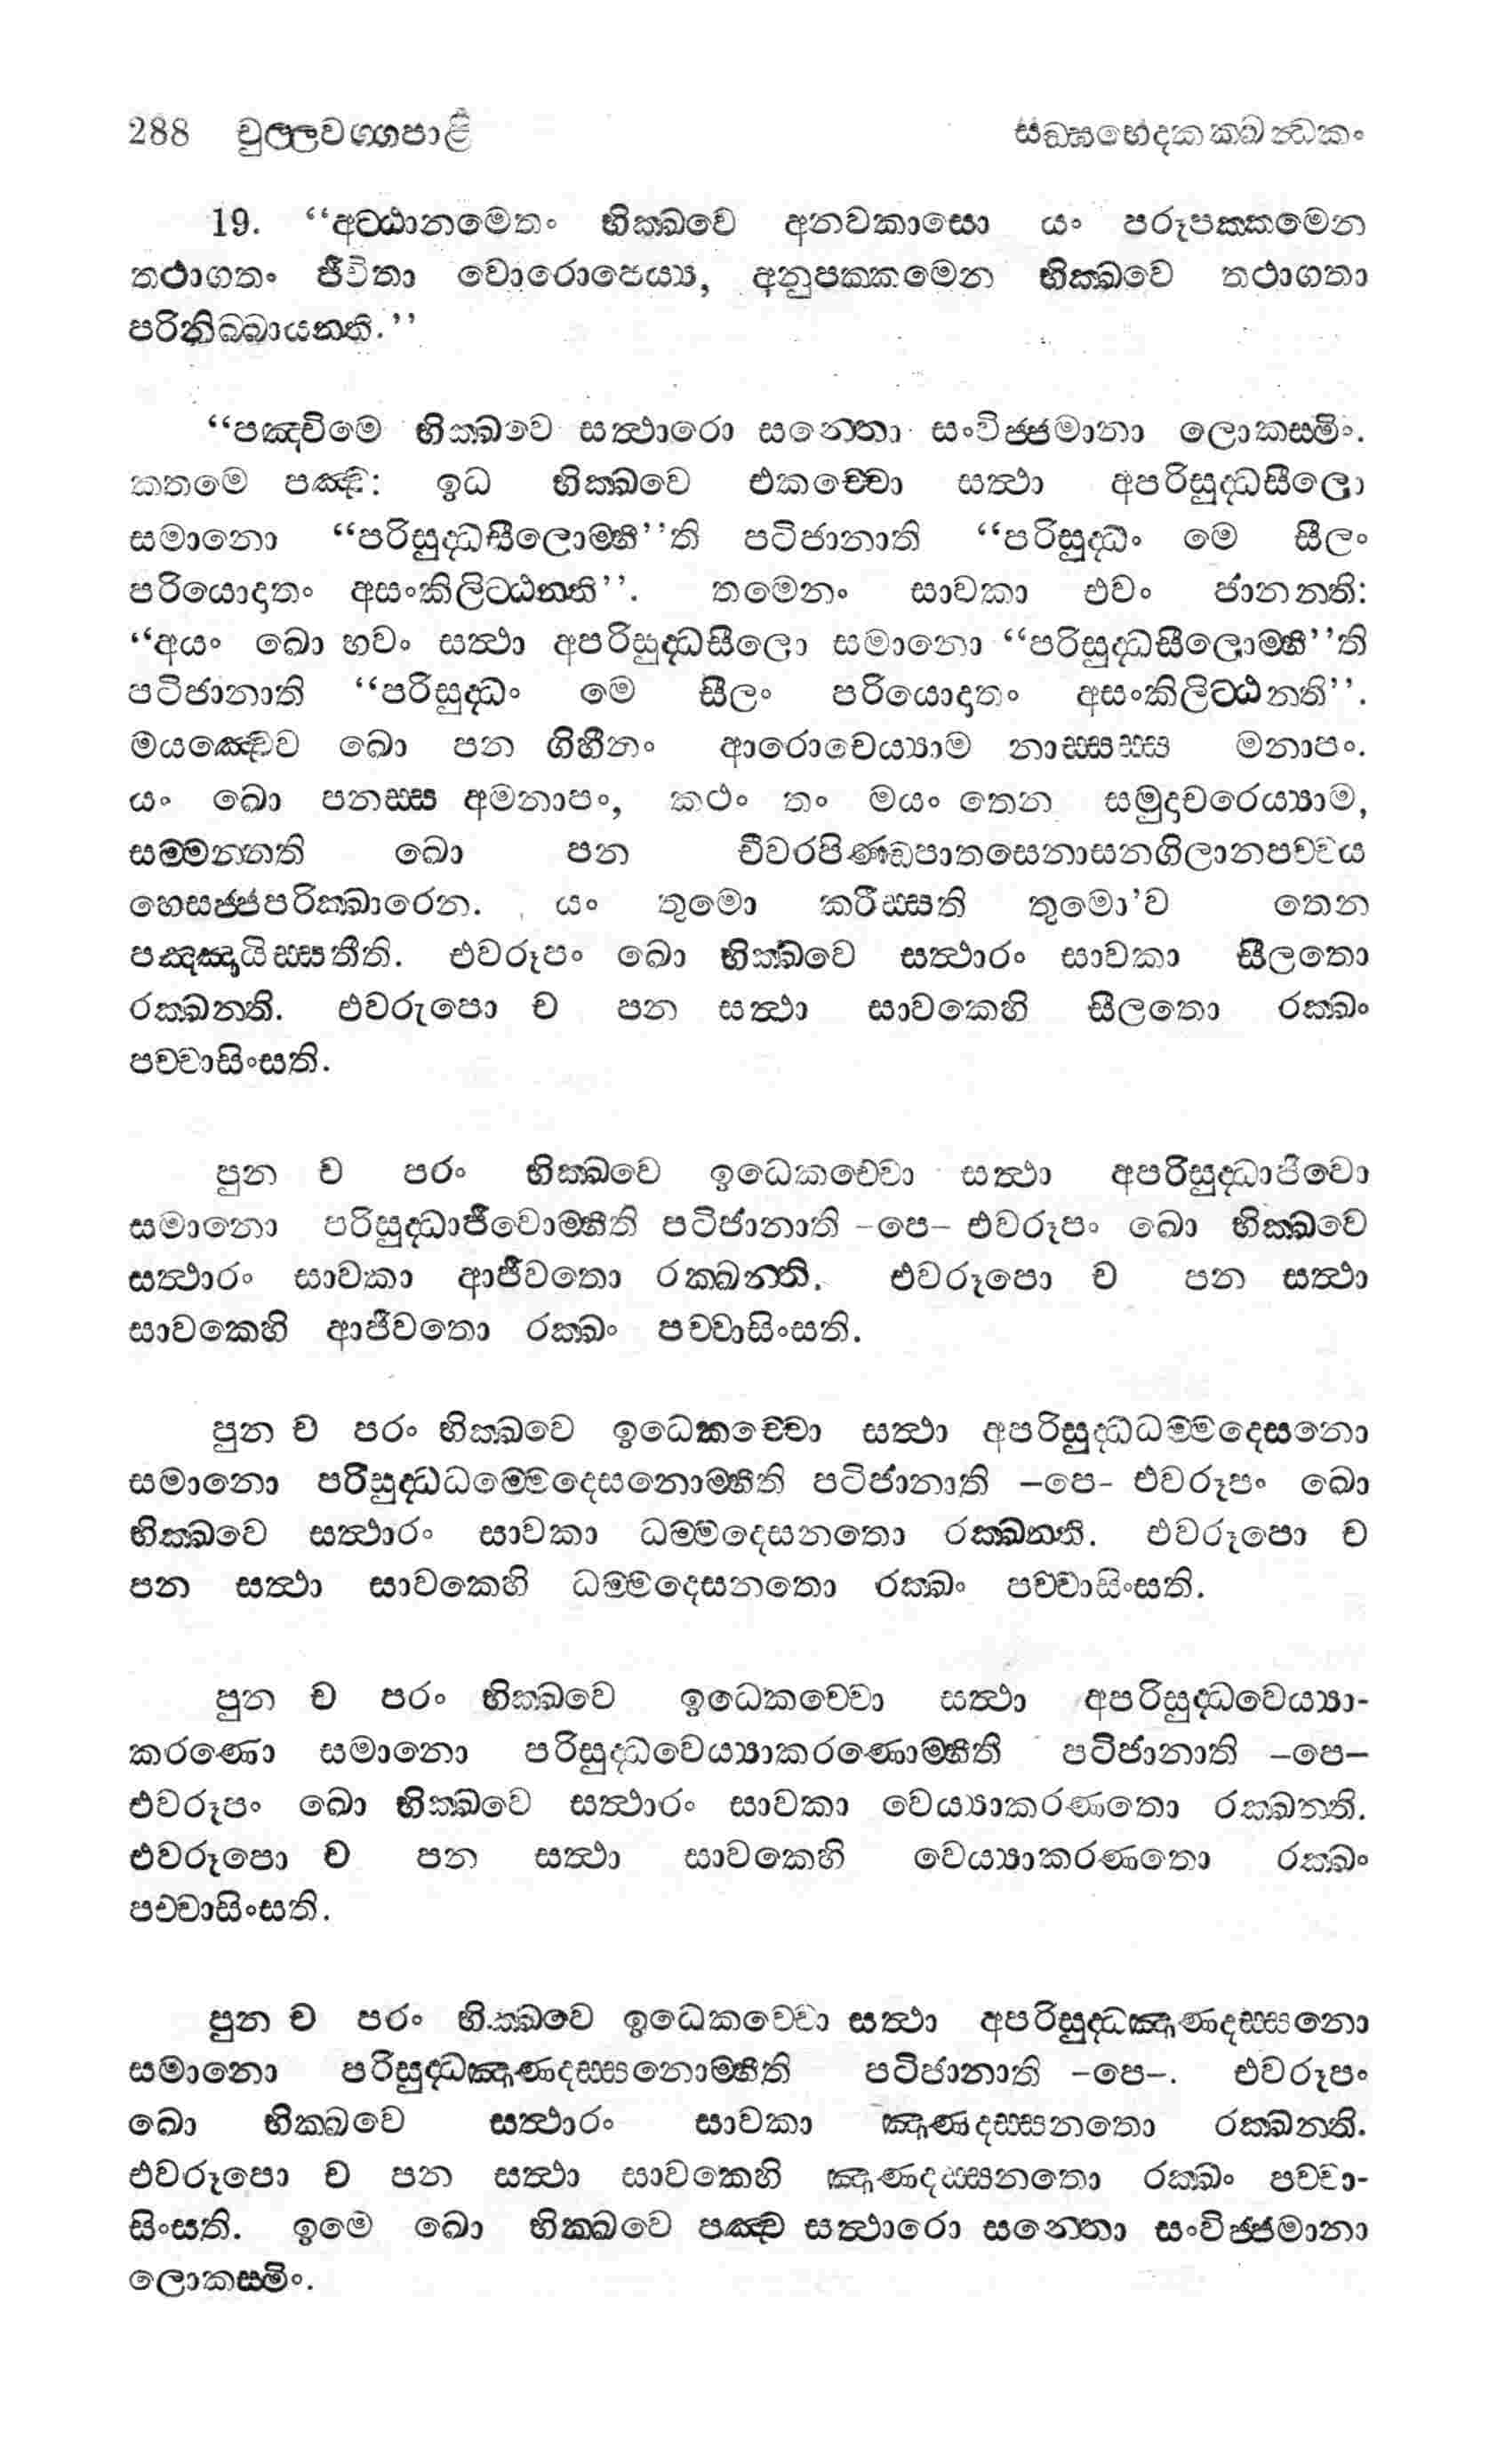 288 චුල්ලවග්ගපාළි සඞ්ඝභේදකක්ඛන්ධකං
19. “අට්ඨානමෙතං භික්ඛවෙ අනවකාසො යං පරූපක්කමෙන
තථාගතං ජීවිතා වොරොපෙය්‍ය, අනුපක්කමෙන භික්ඛවෙ තථාගතා
පරිනිබ්බායන්ති.”
“පඤ්චිමෙ භික්ඛවෙ සත්ථාරො සන්තො සංවිජ්ජමානා ලොකස්මිං.
කතමෙ පඤ්ච: ඉධ භික්ඛවෙ එකච්චො සත්ථා අපරිසුද්ධසීලො
සමානො “පරිසුද්ධසීලොම්හී”ති පටිජානාති “පරිසුද්ධං මෙ සීලං
පරියොදාතං අසංකිලිට්ඨන්ති”. තමෙනං සාවකා එවං ජානන්ති:
“අයං ඛො භවං සත්ථා අපරිසුද්ධසීලො සමානො “පරිසුද්ධසීලොම්හී”ති
පටිජානාති “පරිසුද්ධං මෙ සීලං පරියොදාතං අසංකිලිට්ඨන්ති”.
මයඤ්චෙව ඛො පන ගිහීනං ආරොචෙය්‍යාම නාස්සස්ස මනාපං.
යං ඛො පනස්ස අමනාපං, කථං තං මයං තෙන සමුදාචරෙය්‍යාම,
සම්මන්නති ඛො පන චීවරපිණ්ඩපාතසෙනාසනගිලානපච්චය
හෙසජ්ජපරික්ඛාරෙන. යං තුමො කරිස්සති තුමො’ව තෙන
පඤ්ඤායිස්සතීති. එවරූපං ඛො භික්ඛවෙ සත්ථාරං සාවකා සීලතො
රක්ඛන්ති. එවරුපො ච පන සත්ථා සාවකෙහි සීලතො රක්ඛං
පච්චාසිංසති.
පුන ච පරං භික්ඛවෙ ඉධෙකච්චො සත්ථා අපරිසුද්ධාජීවො
සමානො පරිසුද්ධාජීවොම්හීති පටිජානාති -පෙ- එවරූපං ඛො භික්ඛවෙ
සත්ථාරං සාවකා ආජීවතො රක්ඛන්ති. එවරූපො ච පන සත්ථා
සාවකෙහි ආජීවතො රක්ඛං පච්චාසිංසති.
පුන ච පරං භික්ඛවෙ ඉධෙකච්චො සත්ථා අපරිසුද්ධධම්මදෙසනො
සමානො පරිසුද්ධධම්මෙදෙසනොම්හීති පටිජානාති –පෙ- එවරූපං ඛො
භික්ඛවෙ සත්ථාරං සාවකා ධම්මදෙසනතො රක්ඛන්ති. එවරූපො ච
පන සත්ථා සාවකෙහි ධම්මදෙසනතො රක්ඛං පච්චාසිංසති.
පුන ච පරං භික්ඛවෙ ඉධෙකච්චො සත්ථා අපරිසුද්ධවෙය්‍යා-
කරණො සමානො පරිසුද්ධවෙය්‍යාකරණොම්හීති පටිජානාති –පෙ–
එවරූපං ඛො භික්ඛවෙ සත්ථාරං සාවකා වෙය්‍යාකරණතො රක්ඛන්ති.
එවරූපො ච පන සත්ථා සාවකෙහි වෙය්‍යාකරණතො රක්ඛං
පච්චාසිංසති.
පුන ච පරං භික්ඛවෙ ඉධෙකච්චො සත්ථා අපරිසුද්ධඤාණදස්සනො
සමානො පරිසුද්ධඤාණදස්සනොම්හීති පටිජානාති –පෙ–. එවරූපං
ඛො භික්ඛවෙ සත්ථාරං සාවකා ඤාණදස්සනතො රක්ඛන්ති.
එවරූපො ච පන සත්ථා සාවකෙහි ඤාණදස්සනතො රක්ඛං පච්චා-
සිංසති. ඉමෙ ඛො භික්ඛවෙ පඤ්ච සත්ථාරො සන්තො සංවිජ්ජමානා
ලොකස්මිං.